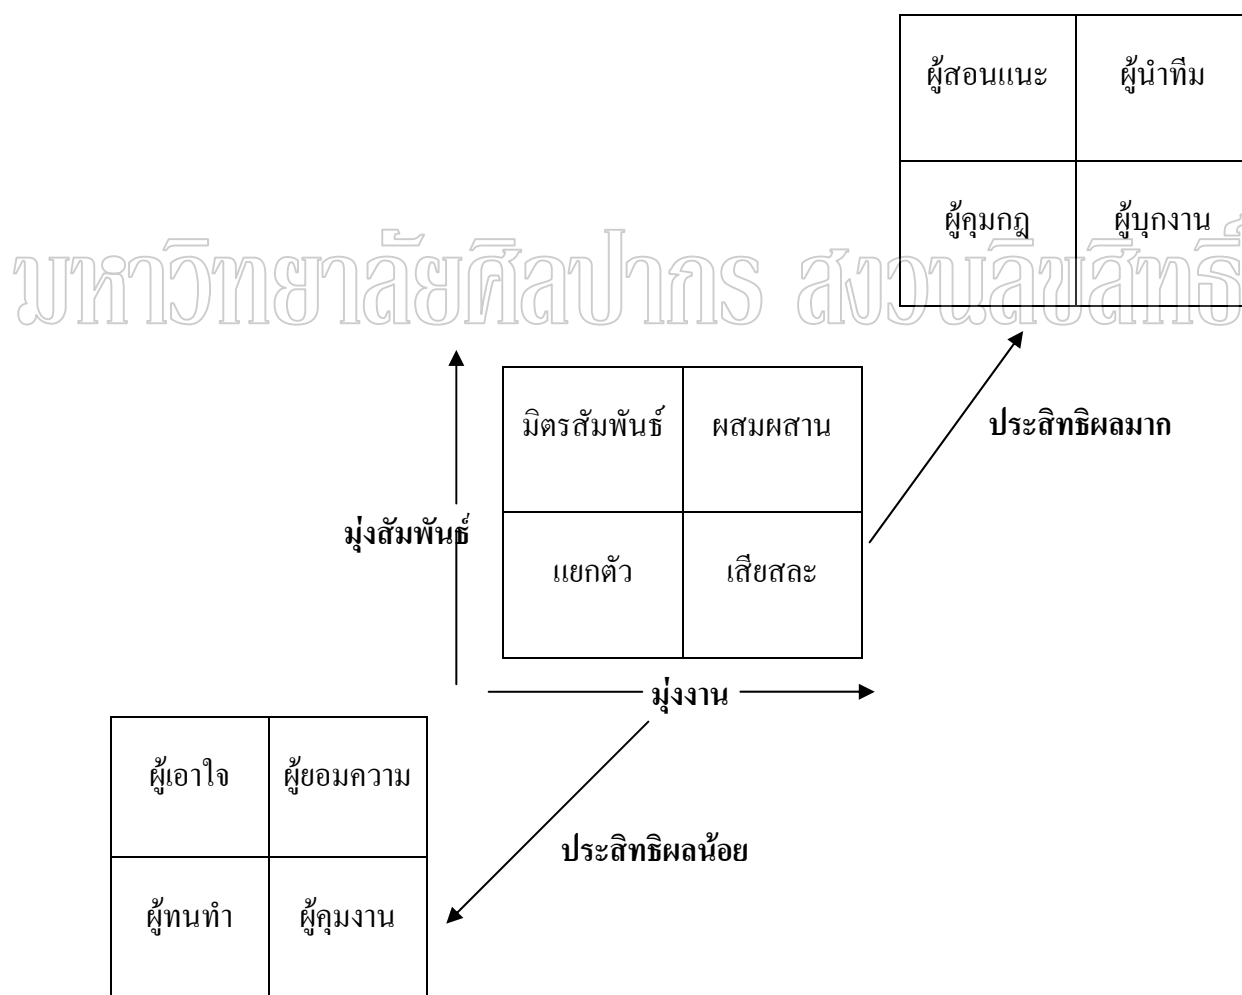 ผู้สอนแนะ ผู้นำทีม
ผู้คุมกฎ ผู้บุกงาน
มหาวิทยาลัยศิลปากร สงวนลิขสิทธิ์
มิตรสัมพันธ์ ผสมผสาน
ประสิทธิผลมาก
มุ่งสัมพันธ์
แยกตัว เสียสละ
มุ่งงาน
ผู้เอาใจ ผู้ยอมความ
ประสิทธิผลน้อย
ผู้ทนทำ ผู้คุมงาน